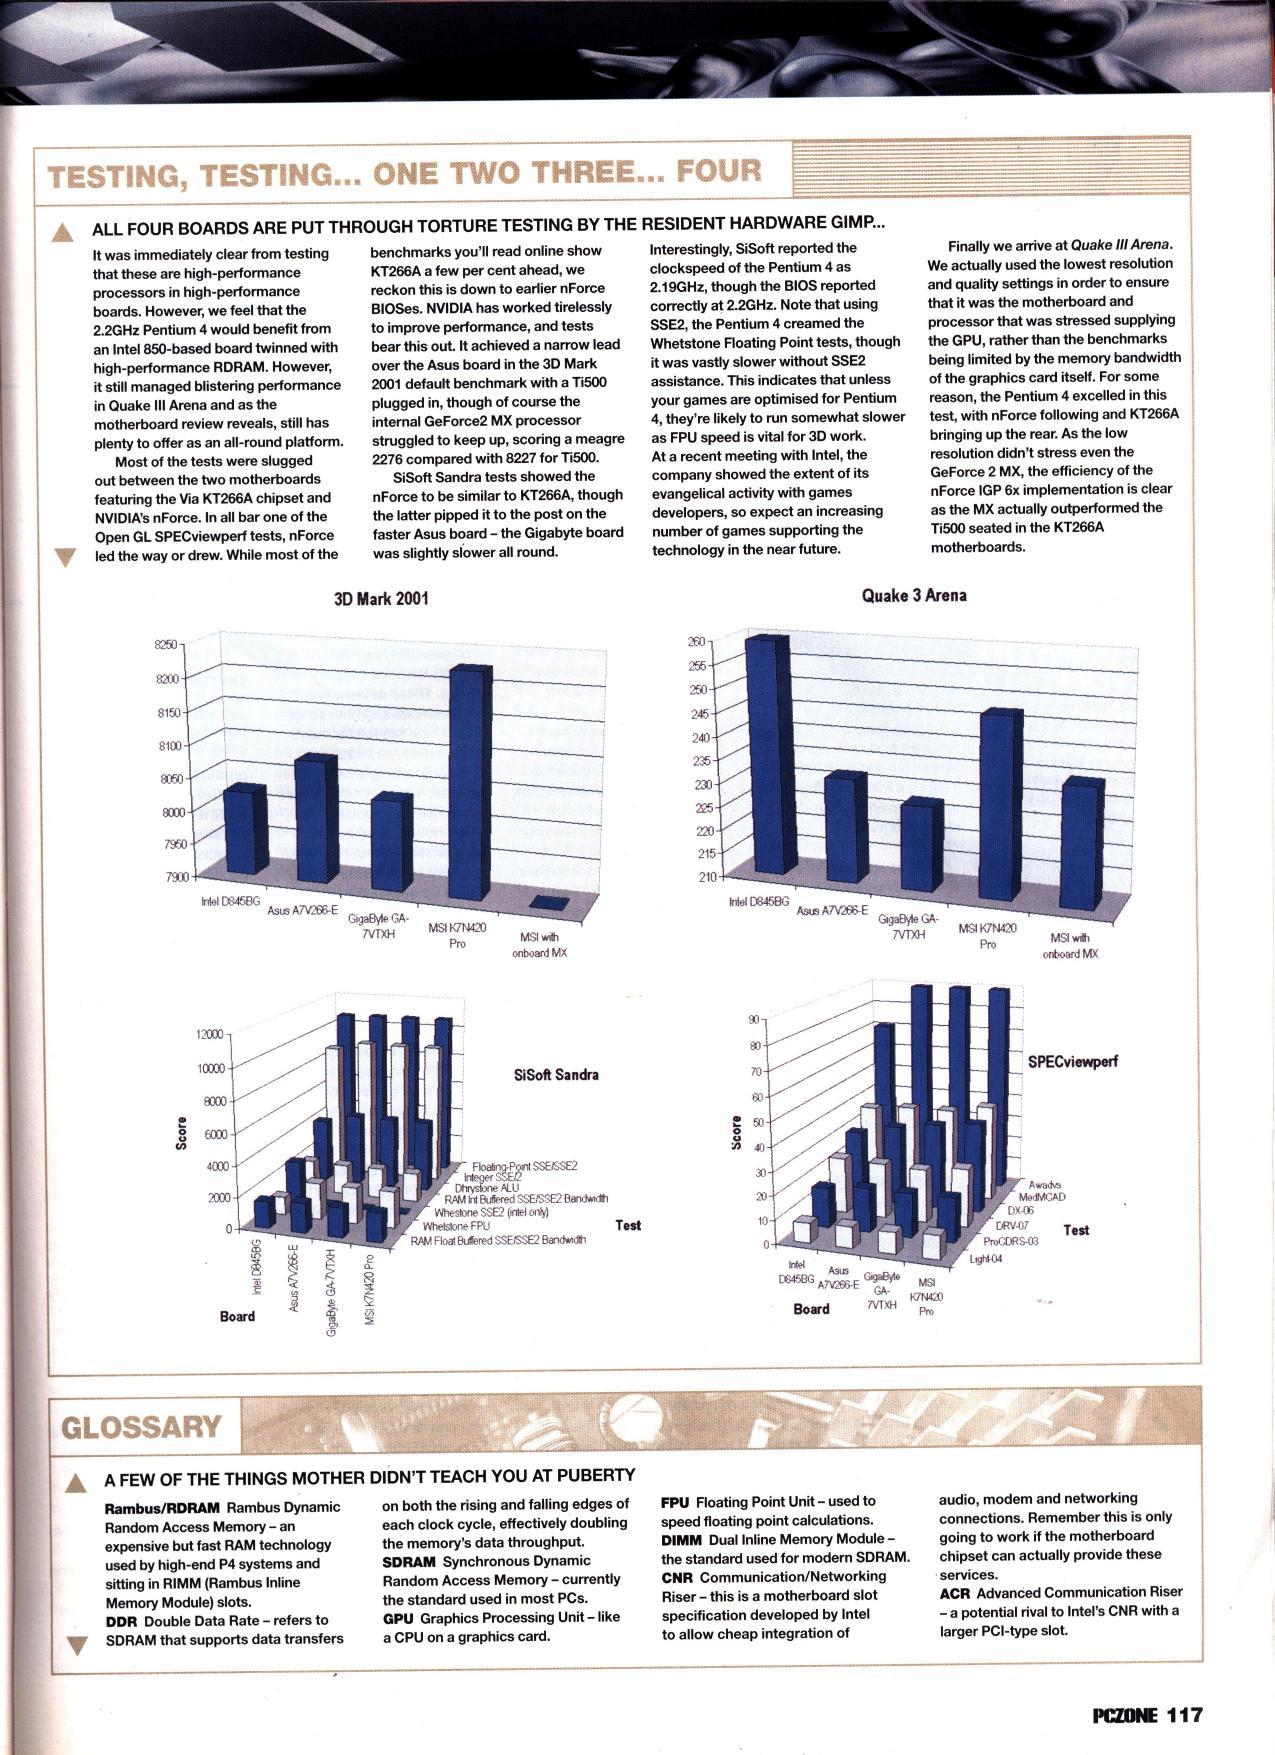 TESTING, TESTING... ONE TWO THREE... FOUR
ALL FOUR BOARDS ARE PUT THROUGH TORTURE TESTING BY THE RESIDENT HARDWARE GIMP...
It was immediately clear from testing
that these are high-performance
processors in high-performance
boards. However, we feel that the
2.2GHz Pentium 4 would benefit from
an Intel 850-based board twinned with
high-performance RDRAM. However,
it still managed blistering performance
in Quake III Arena and as the
motherboard review reveals, still has
plenty to offer as an all-round platform.
Most of the tests were slugged
out between the two motherboards
featuring the Via KT266A chipset and
NVIDIA's nForce. In all bar one of the
Open GL SPECviewperf tests, nForce
led the way or drew. While most of the
benchmarks you'll read online show
KT266A a few per cent ahead, we
reckon this is down to earlier nForce
BIOSes. NVIDIA has worked tirelessly
to improve performance, and tests
bear this out. It achieved a narrow lead
over the Asus board in the 3D Mark
2001 default benchmark with a Ti500
plugged in, though of course the
internal GeForce2 MX processor
struggled to keep up, scoring a meagre
2276 compared with 8227 for Ti500.
SiSoft Sandra tests showed the
nForce to be similar to KT266A, though
the latter pipped it to the post on the
faster Asus board – the Gigabyte board
was slightly slower all round.
Interestingly, SiSoft reported the
clockspeed of the Pentium 4 as
2.19GHz, though the BIOS reported
correctly at 2.2GHz. Note that using
SSE2, the Pentium 4 creamed the
Whetstone Floating Point tests, though
it was vastly slower without SSE2
assistance. This indicates that unless
your games are optimised for Pentium
4, they're likely to run somewhat slower
as FPU speed is vital for 3D work.
At a recent meeting with Intel, the
company showed the extent of its
evangelical activity with games
developers, so expect an increasing
number of games supporting the
technology in the near future.
Finally we arrive at Quake III Arena.
We actually used the lowest resolution
and quality settings in order to ensure
that it was the motherboard and
processor that was stressed supplying
the GPU, rather than the benchmarks
being limited by the memory bandwidth
of the graphics card itself. For some
reason, the Pentium 4 excelled in this
test, with nForce following and KT266A
bringing up the rear. As the low
resolution didn't stress even the
GeForce 2 MX, the efficiency of the
nForce IGP 6x implementation is clear
as the MX actually outperformed the
Ti500 seated in the KT266A
motherboards.
3D Mark 2001
8250
8200
8150
8100
8050
8000
7950
7900
Intel D845BG
Asus A7V266-E
GigaByte GA-
7VTXH
MSI K7N420
Pro
MSI with
onboard MX
Quake 3 Arena
260
255
250
245
240
235
230
225
220
215
210
Intel D845BG
Asus A7V266-E
GigaByte GA-
7VTXH
MSI K7N420
Pro
MSI with
onboard MX
SiSoft Sandra
12000
10000
8000
6000
4000
2000
0
Score
Floating-Point SSE/SSE2
Integer SSE/2
Dhrystone ALU
RAM Int Buffered SSE/SSE2 Bandwidth
Whestone SSE2 (intel only)
Whetstone FPU
RAM Float Buffered SSE/SSE2 Bandwidth
Test
Intel D845BG
Asus A7V266-E
GigaByte GA-7VTXH
MSI K7N420 Pro
Board
SPECviewperf
90
80
70
60
50
40
30
20
10
0
Score
Awadvs
MedMCAD
DX-06
DRV-07
ProCDRS-03
Light-04
Test
Intel
D845BG
Asus
A7V266-E
GigaByte
GA-
7VTXH
MSI
K7N420
Pro
Board
GLOSSARY
A FEW OF THE THINGS MOTHER DIDN'T TEACH YOU AT PUBERTY
Rambus/RDRAM Rambus Dynamic
Random Access Memory – an
expensive but fast RAM technology
used by high-end P4 systems and
sitting in RIMM (Rambus Inline
Memory Module) slots.
DDR Double Data Rate – refers to
SDRAM that supports data transfers
on both the rising and falling edges of
each clock cycle, effectively doubling
the memory's data throughput.
SDRAM Synchronous Dynamic
Random Access Memory – currently
the standard used in most PCs.
GPU Graphics Processing Unit – like
a CPU on a graphics card.
FPU Floating Point Unit – used to
speed floating point calculations.
DIMM Dual Inline Memory Module –
the standard used for modern SDRAM.
CNR Communication/Networking
Riser – this is a motherboard slot
specification developed by Intel
to allow cheap integration of
audio, modem and networking
connections. Remember this is only
going to work if the motherboard
chipset can actually provide these
services.
ACR Advanced Communication Riser
– a potential rival to Intel's CNR with a
larger PCI-type slot.
PCZONE 117